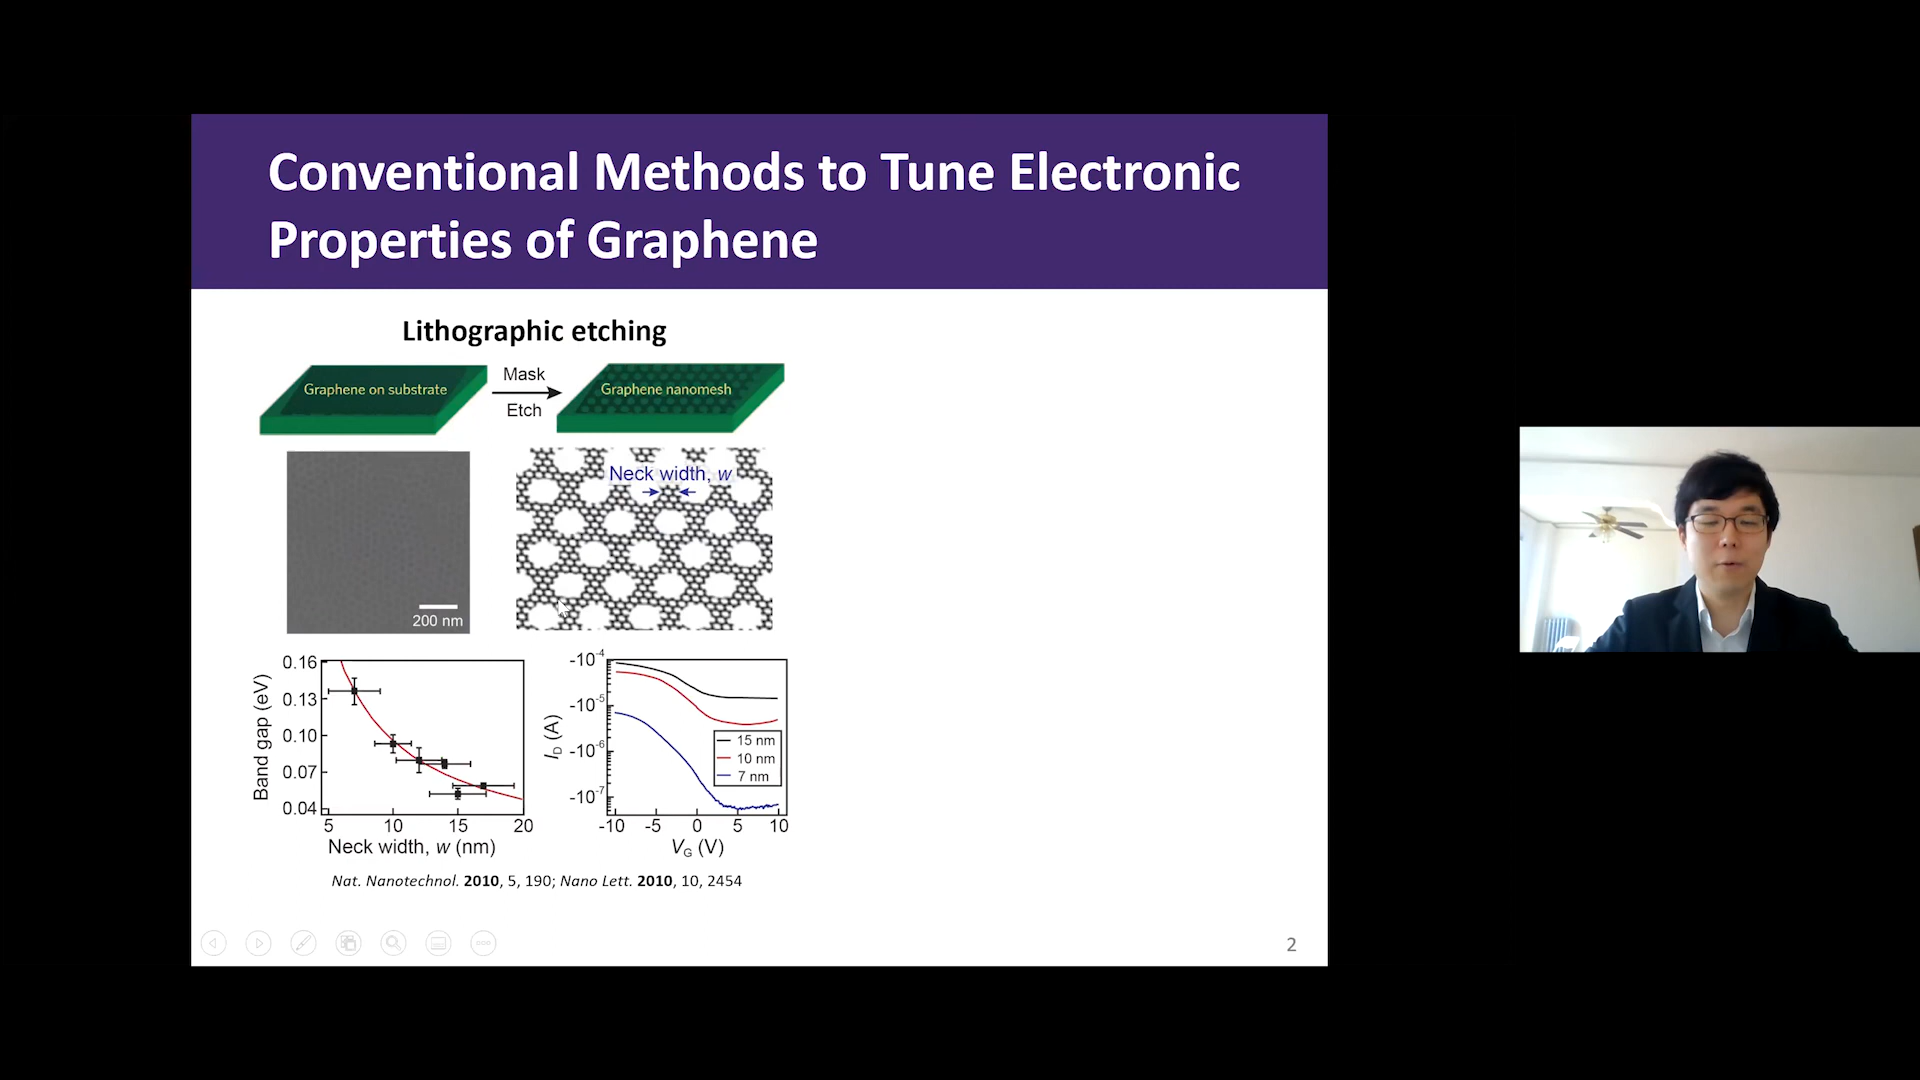 Conventional Methods to Tune Electronic
Properties of Graphene
Lithographic etching
Graphene on substrate
Mask
Etch
Graphene nanomesh
200 nm
Neck width, w
0.16
0.13
0.10
0.07
0.04
Band gap (eV)
5 10 15 20
Neck width, w (nm)
-10⁻⁴
-10⁻⁵
-10⁻⁶
-10⁻⁷
I_D (A)
15 nm
10 nm
7 nm
-10 -5 0 5 10
V_G (V)
Nat. Nanotechnol. 2010, 5, 190; Nano Lett. 2010, 10, 2454
2